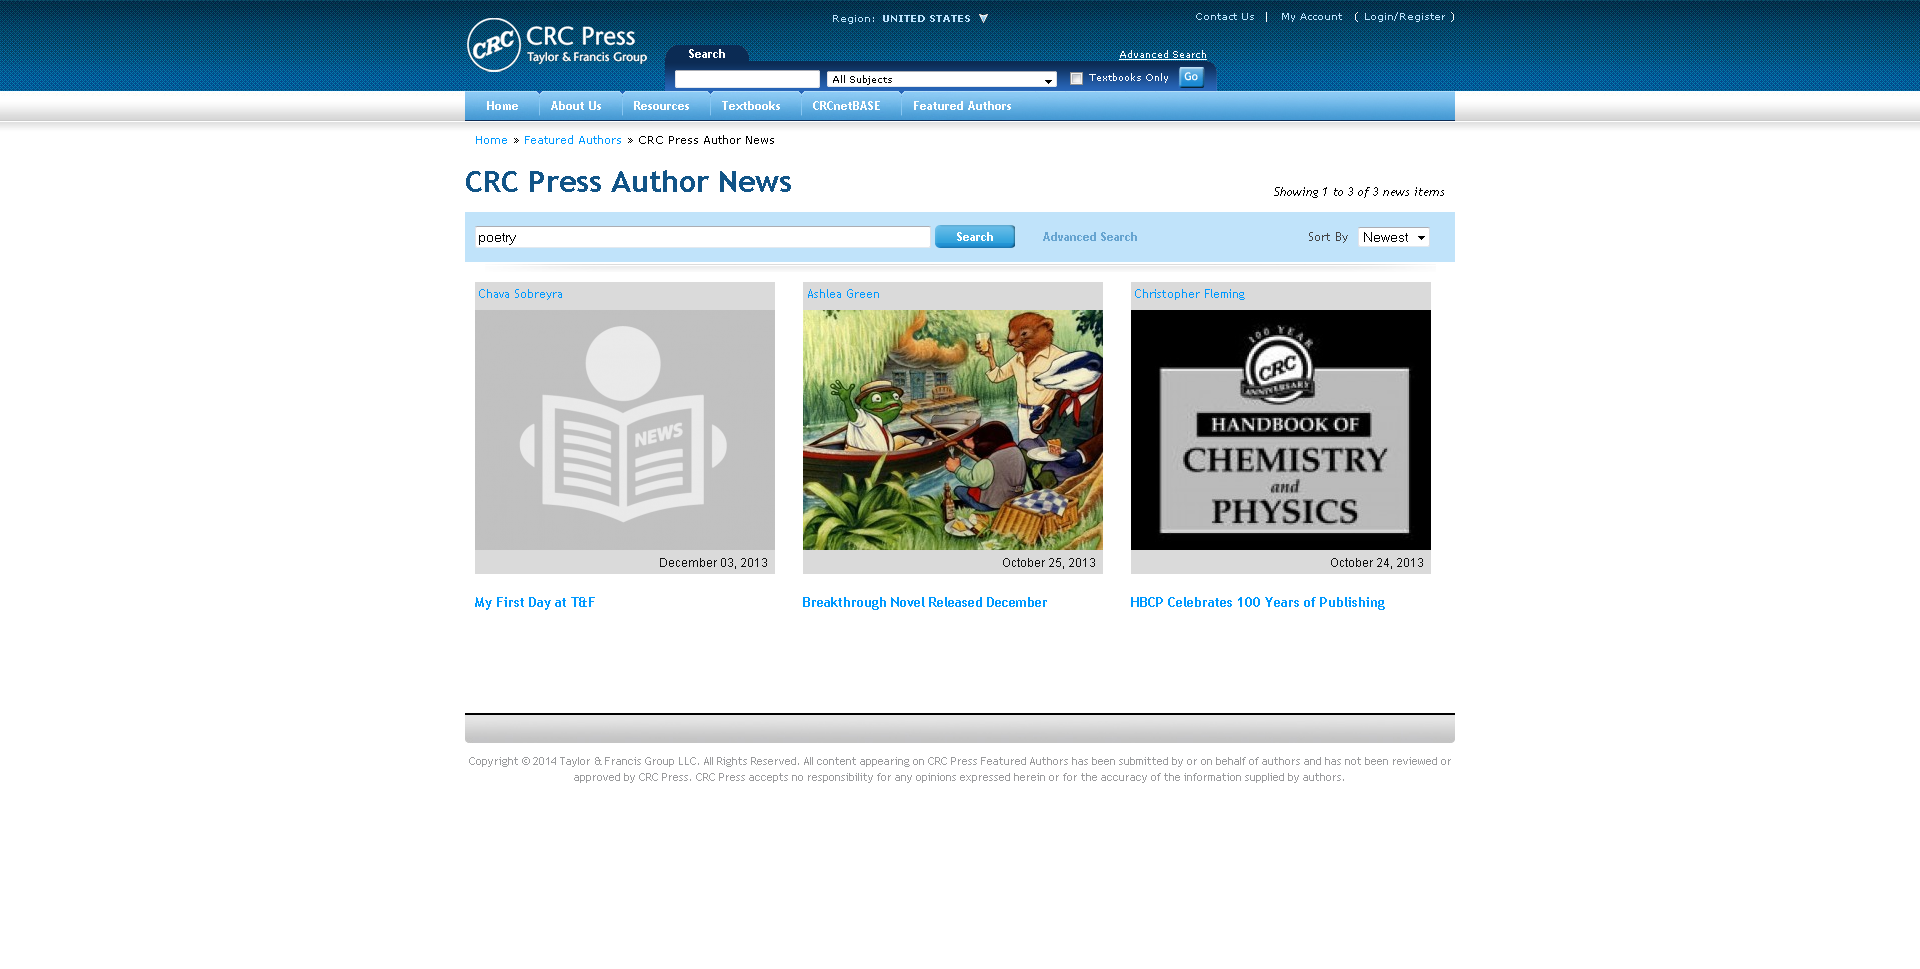 Region: UNITED STATES
Contact Us | My Account ( Login/Register )
CRC CRC Press
Taylor & Francis Group
Search
Advanced Search
All Subjects
Textbooks Only
Go
Home
About Us
Resources
Textbooks
CRCnetBASE
Featured Authors
Home » Featured Authors » CRC Press Author News
CRC Press Author News
Showing 1 to 3 of 3 news items
poetry
Search
Advanced Search
Sort By Newest
Chava Sobreyra
NEWS
December 03, 2013
My First Day at T&F
Ashlea Green
October 25, 2013
Breakthrough Novel Released December
Christopher Fleming
100 YEAR
CRC
ANNIVERSARY
HANDBOOK OF
CHEMISTRY
and
PHYSICS
October 24, 2013
HBCP Celebrates 100 Years of Publishing
Copyright © 2014 Taylor & Francis Group LLC. All Rights Reserved. All content appearing on CRC Press Featured Authors has been submitted by or on behalf of authors and has not been reviewed or
approved by CRC Press. CRC Press accepts no responsibility for any opinions expressed herein or for the accuracy of the information supplied by authors.